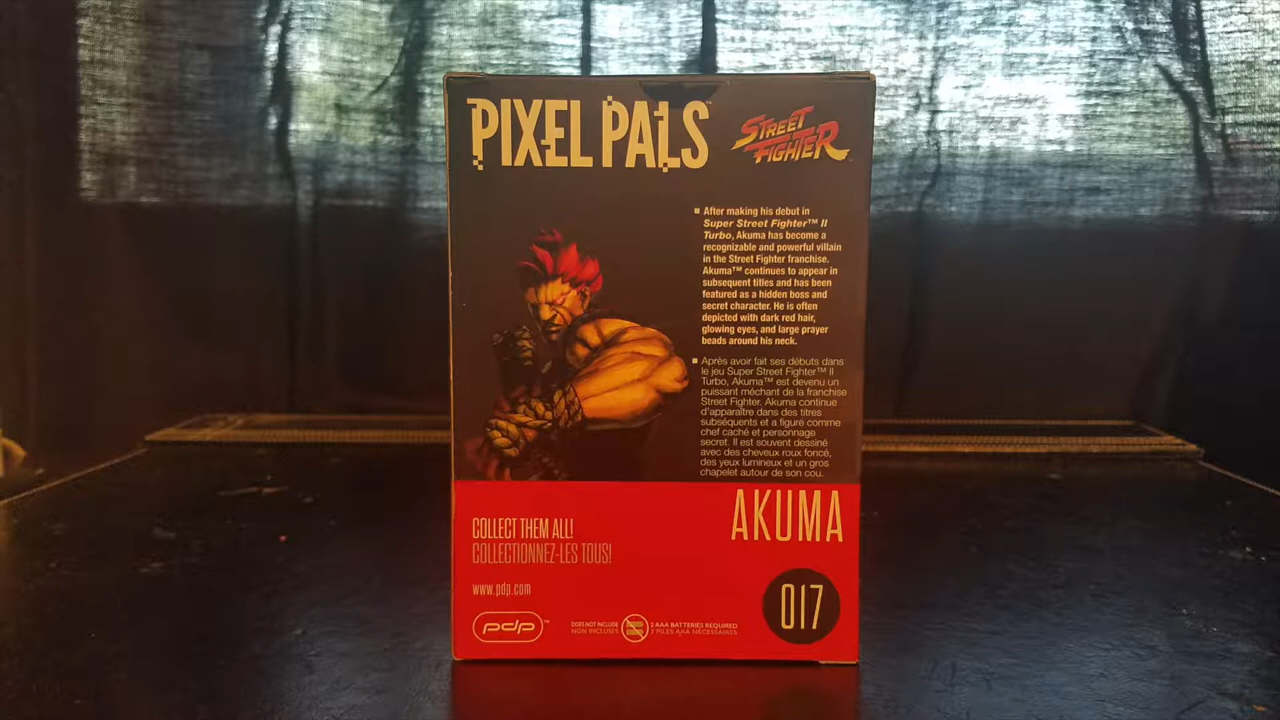 PIXEL PALS™
STREET
FIGHTER
▪ After making his debut in
Super Street Fighter™ II
Turbo, Akuma has become a
recognizable and powerful villain
in the Street Fighter franchise.
Akuma™ continues to appear in
subsequent titles and has been
featured as a hidden boss and
secret character. He is often
depicted with dark red hair,
glowing eyes, and large prayer
beads around his neck.
▪ Après avoir fait ses débuts dans
le jeu Super Street Fighter™ II
Turbo, Akuma™ est devenu un
puissant méchant de la franchise
Street Fighter. Akuma continue
d'apparaître dans des titres
subséquents et a figuré comme
chef caché et personnage
secret. Il est souvent dessiné
avec des cheveux roux foncé,
des yeux lumineux et un gros
chapelet autour de son cou.
AKUMA
COLLECT THEM ALL!
COLLECTIONNEZ-LES TOUS!
www.pdp.com
017
pdp™
DOES NOT INCLUDE
NON INCLUSES
2 AAA BATTERIES REQUIRED
2 PILES AAA NÉCESSAIRES